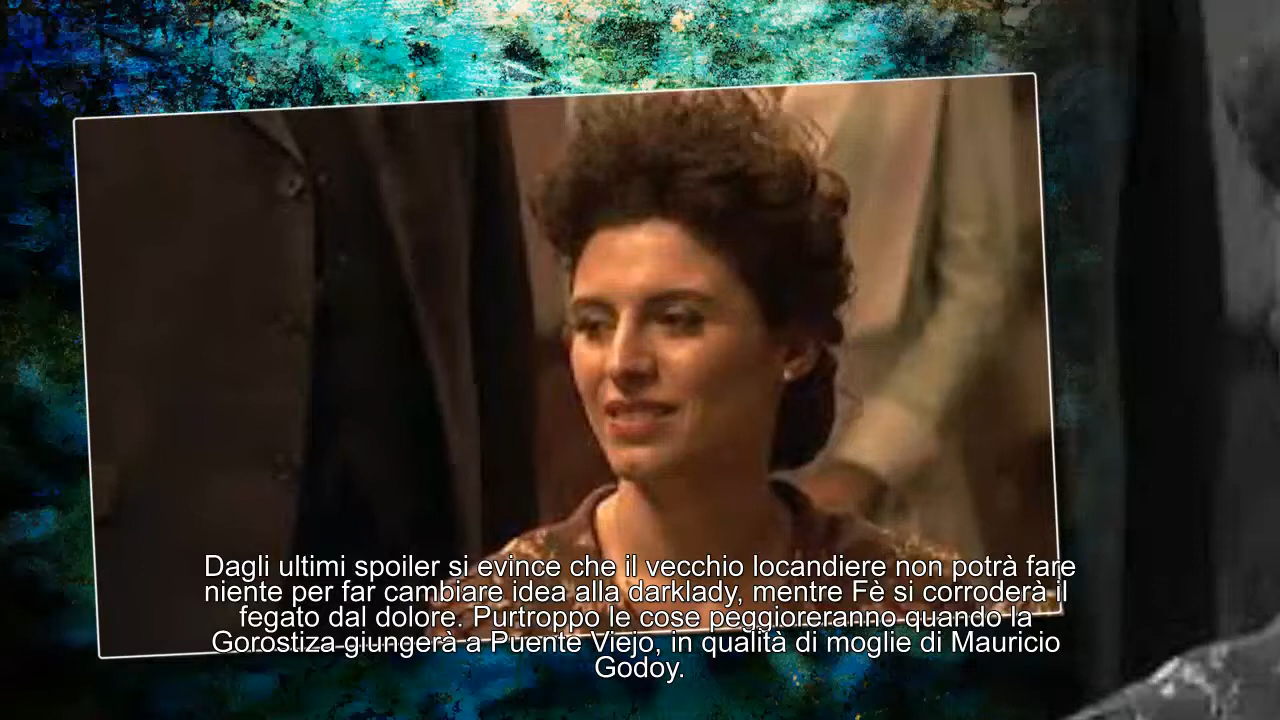 Dagli ultimi spoiler si evince che il vecchio locandiere non potrà fare
niente per far cambiare idea alla darklady, mentre Fè si corroderà il
fegato dal dolore. Purtroppo le cose peggioreranno quando la
Gorostiza giungerà a Puente Viejo, in qualità di moglie di Mauricio
Godoy.